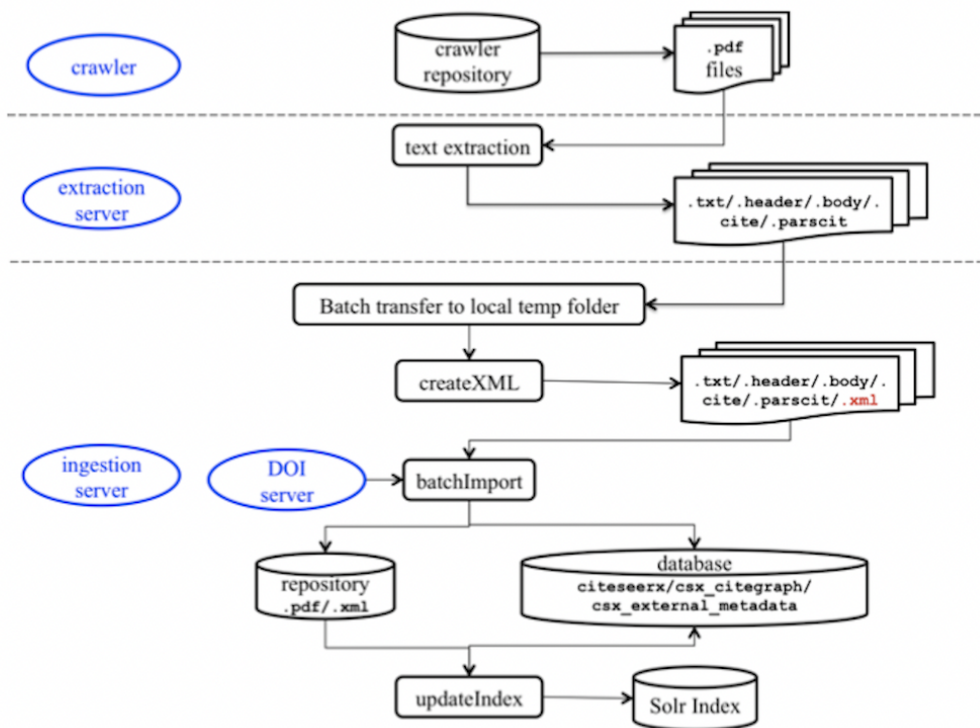 crawler
crawler
repository
.pdf
files
text extraction
extraction
server
.txt/.header/.body/.
cite/.parscit
Batch transfer to local temp folder
createXML
.txt/.header/.body/.
cite/.parscit/.xml
ingestion
server
DOI
server
batchImport
repository
.pdf/.xml
database
citeseerx/csx_citegraph/
csx_external_metadata
updateIndex
Solr Index